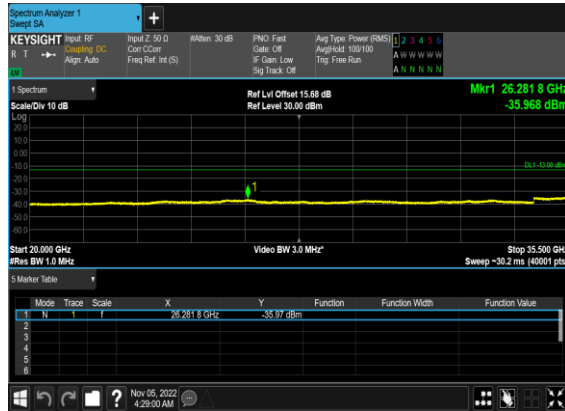 Spectrum Analyzer 1
Swept SA
+
KEYSIGHT Input: RF Input Z: 50 Ω #Atten: 30 dB PNO: Fast Avg Type: Power (RMS) 1 2 3 4 5 6
R T Coupling: DC Corr CCorr Gate: Off Avg|Hold: 100/100 A W W W W W
Align: Auto Freq Ref: Int (S) IF Gain: Low Trig: Free Run
Sig Track: Off A N N N N N
1 Spectrum Ref Lvl Offset 15.68 dB Mkr1 26.281 8 GHz
Scale/Div 10 dB Ref Level 30.00 dBm -35.968 dBm
Log
20.0
10.0
0.00
-10.0 DL1 -13.00 dBm
-20.0
-30.0 1
-40.0
-50.0
-60.0
Start 20.000 GHz Video BW 3.0 MHz* Stop 35.500 GHz
#Res BW 1.0 MHz Sweep ~30.2 ms (40001 pts)
5 Marker Table
Mode Trace Scale X Y Function Function Width Function Value
1 N 1 f 26.281 8 GHz -35.97 dBm
2
3
4
5
6
? Nov 05, 2022
4:29:00 AM